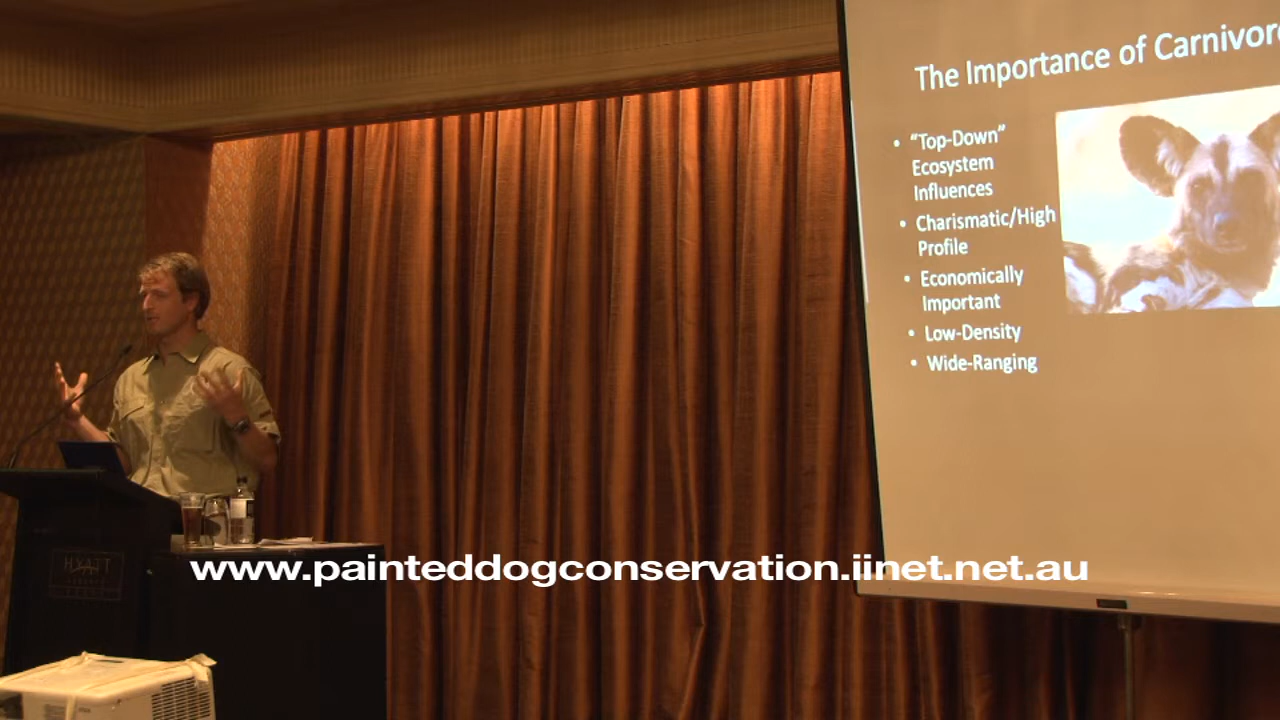 The Importance of Carnivor
• “Top-Down”
Ecosystem
Influences
• Charismatic/High
Profile
• Economically
Important
• Low-Density
• Wide-Ranging
HYATT
www.painteddogconservation.iinet.net.au